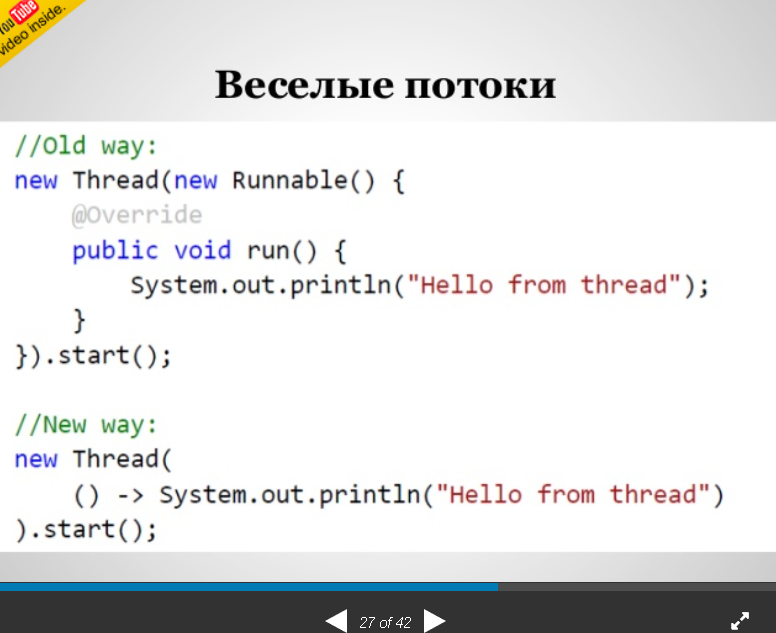 You Tube
video inside.
Веселые потоки
//Old way:
new Thread(new Runnable() {
    @Override
    public void run() {
        System.out.println("Hello from thread");
    }
}).start();
//New way:
new Thread(
    () -> System.out.println("Hello from thread")
).start();
27 of 42